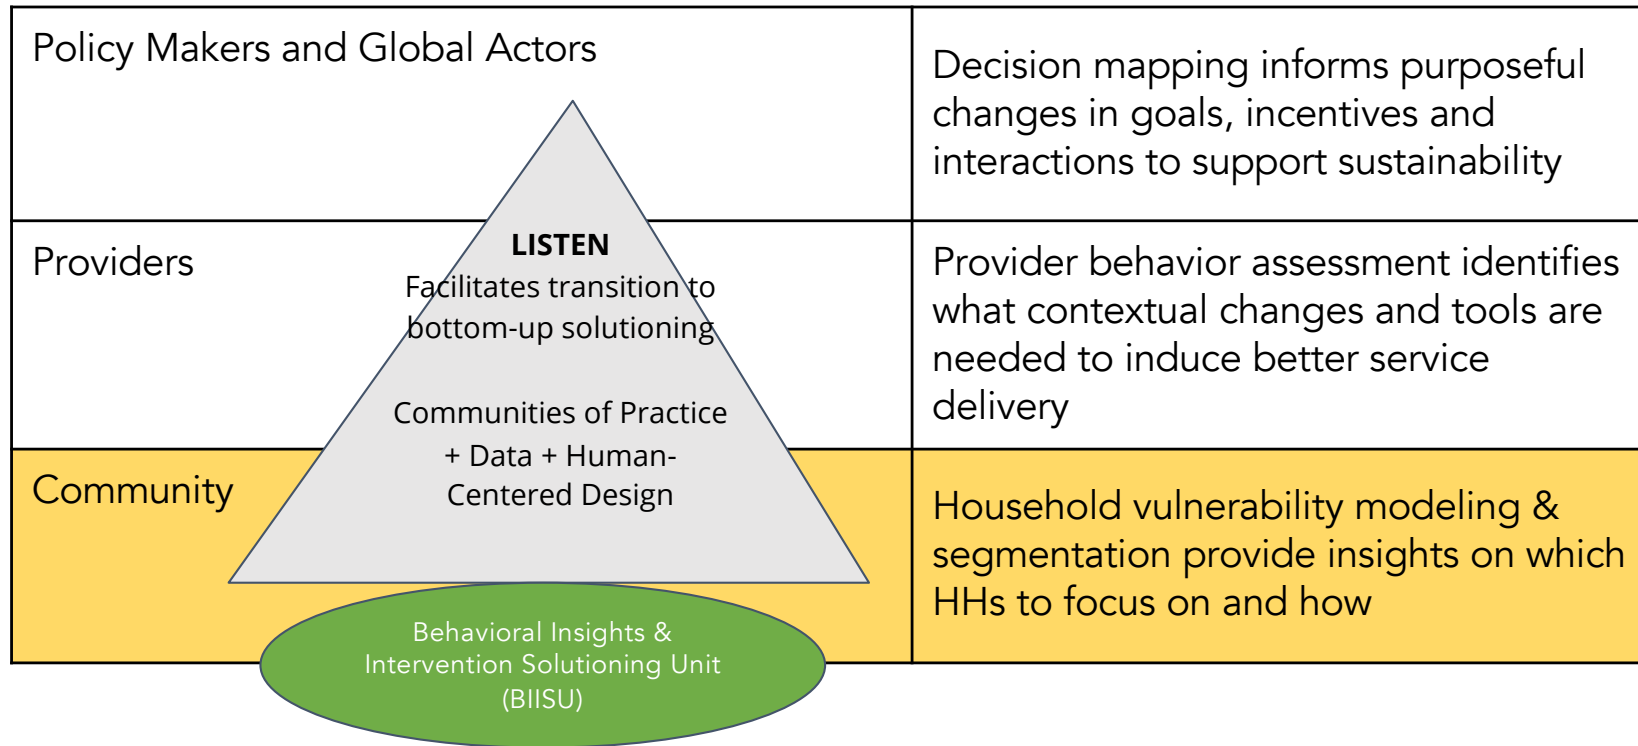 Policy Makers and Global Actors
Decision mapping informs purposeful
changes in goals, incentives and
interactions to support sustainability
Providers
LISTEN
Facilitates transition to
bottom-up solutioning
Communities of Practice
+ Data + Human-
Centered Design
Provider behavior assessment identifies
what contextual changes and tools are
needed to induce better service
delivery
Community
Household vulnerability modeling &
segmentation provide insights on which
HHs to focus on and how
Behavioral Insights &
Intervention Solutioning Unit
(BIISU)